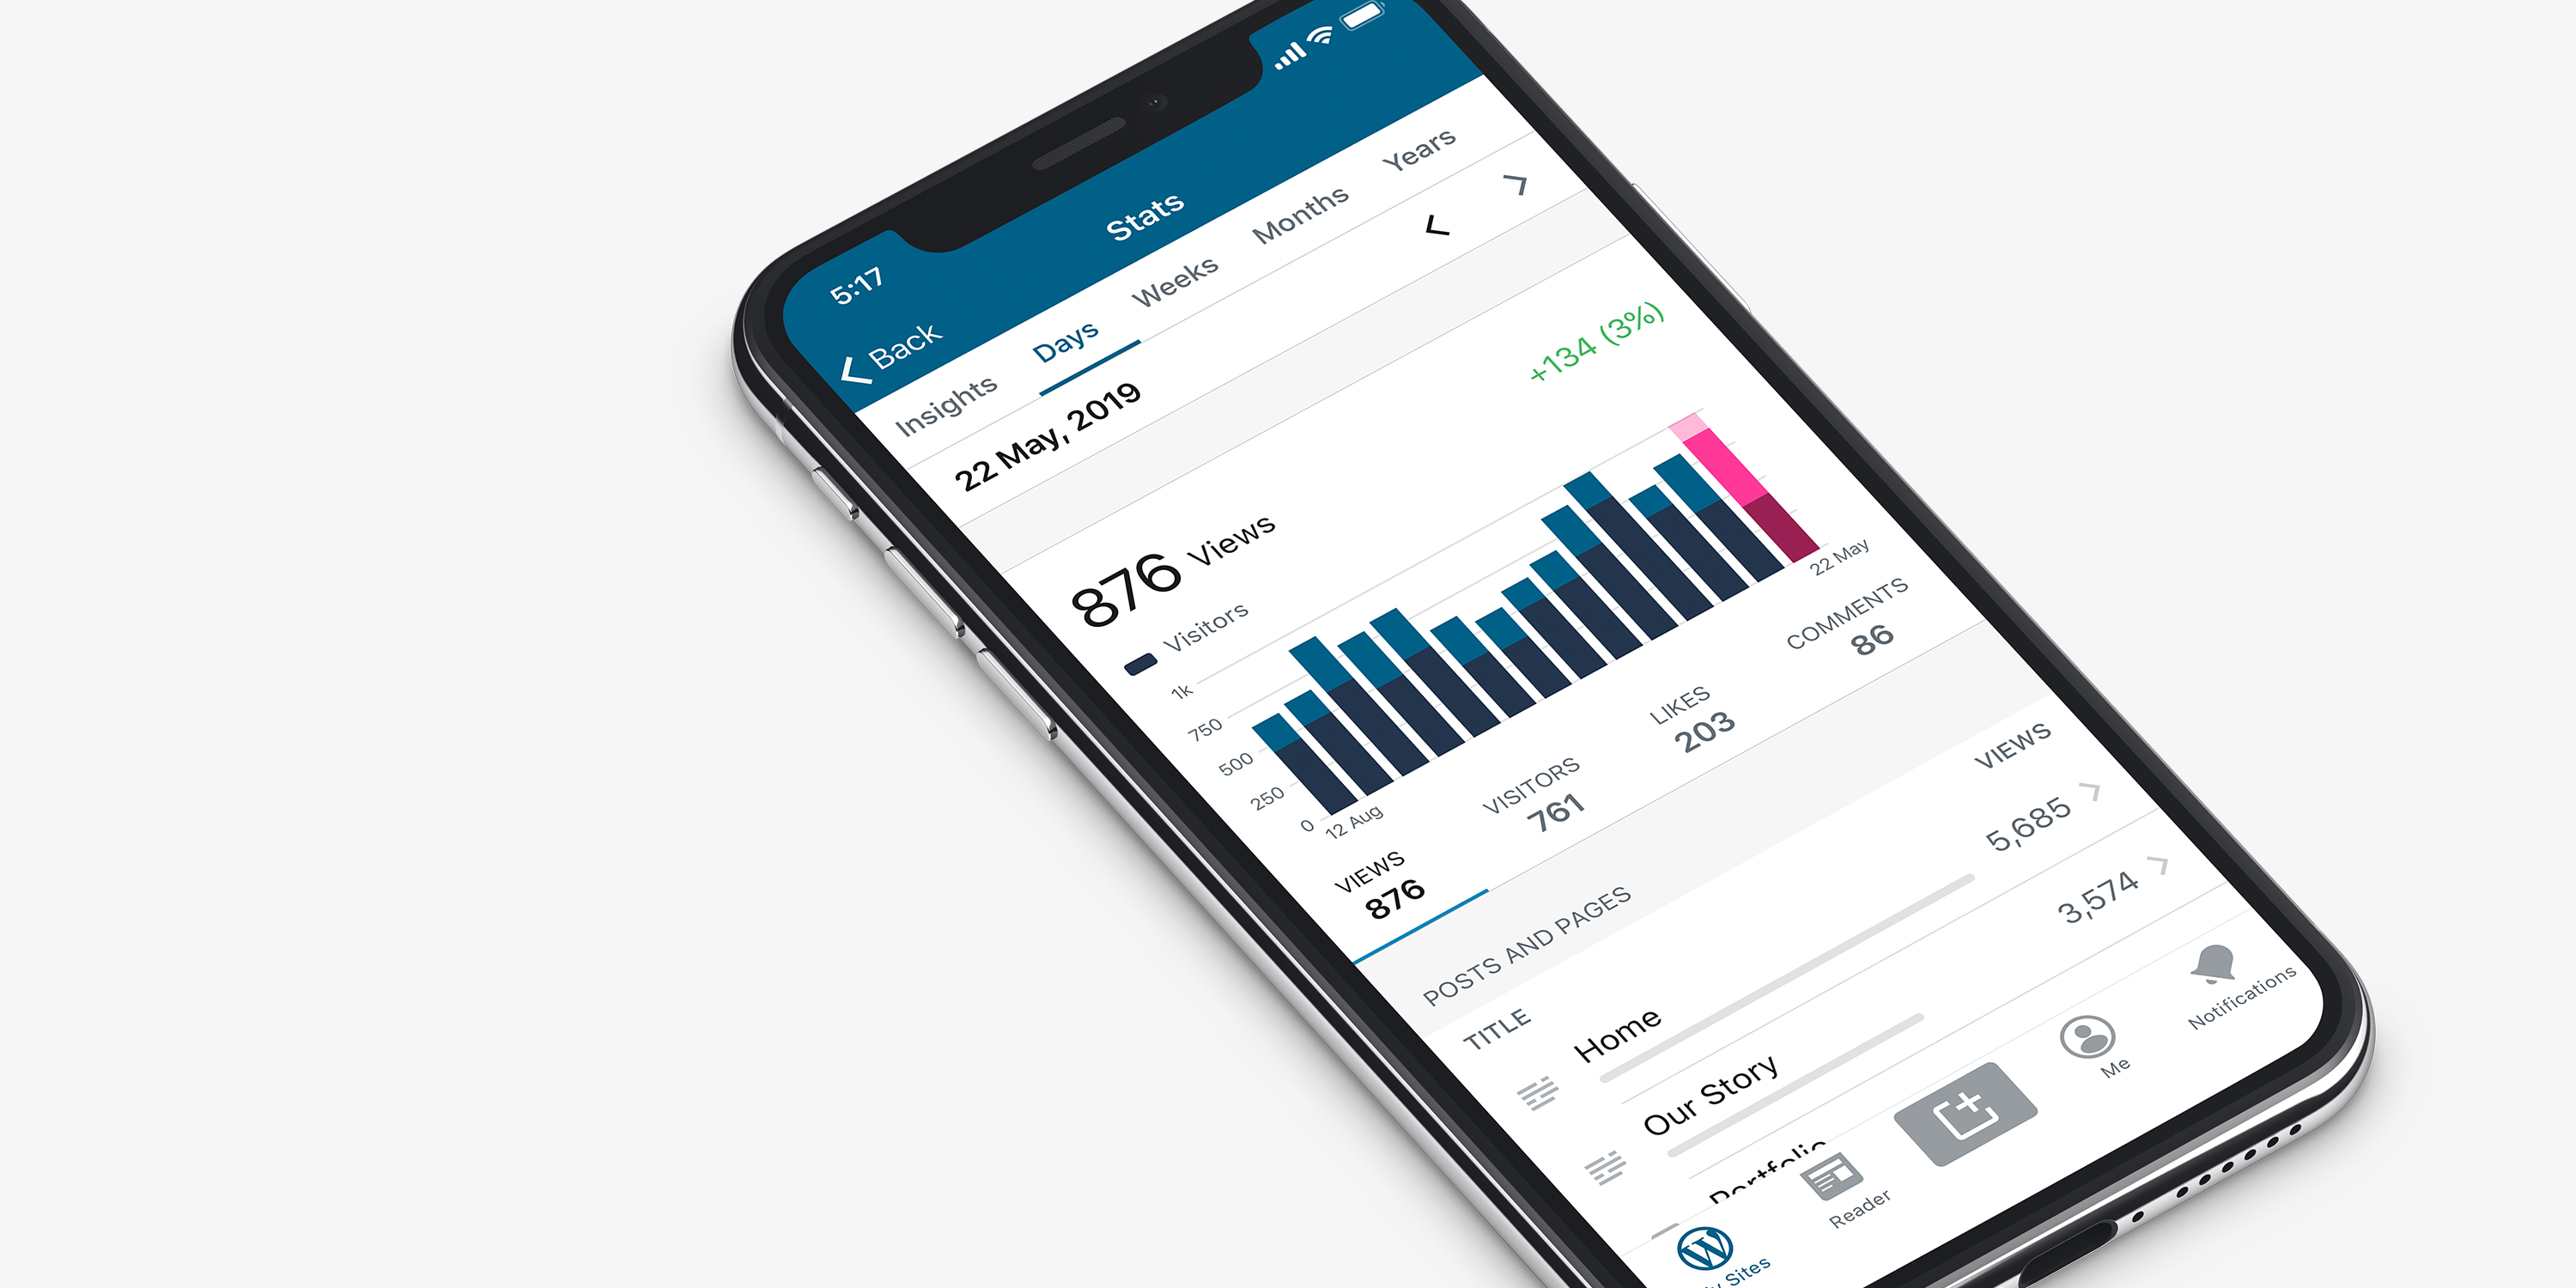 5:17
Back
Stats
Insights Days Weeks Months Years
22 May, 2019
876 Views
+134 (3%)
Visitors
1k
750
500
250
0
12 Aug
22 May
VIEWS
876
VISITORS
761
LIKES
203
COMMENTS
86
POSTS AND PAGES
TITLE VIEWS
Home 5,685
Our Story 3,574
Portfolio
Sites
Reader
Me
Notifications